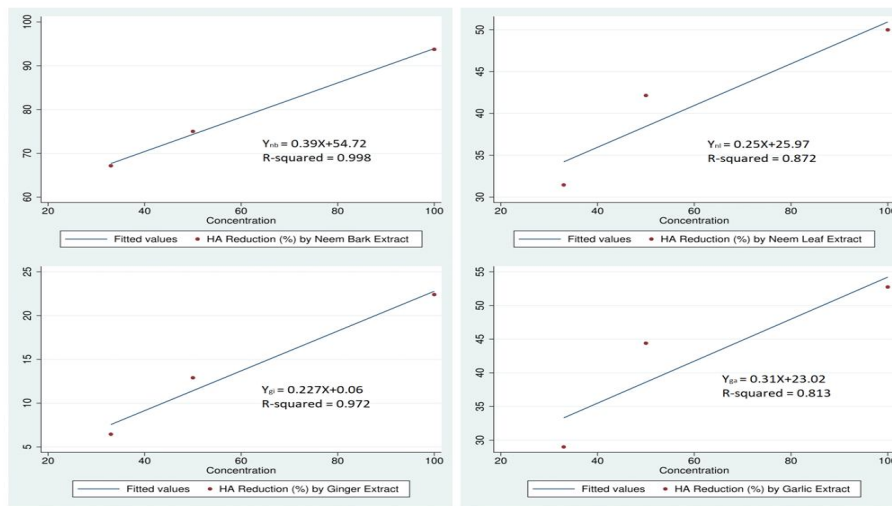 100
90
80
70
60
Yₙb = 0.39X+54.72
R-squared = 0.998
20 40 60 80 100
Concentration
Fitted values HA Reduction (%) by Neem Bark Extract
50
45
40
35
30
Yₙₗ = 0.25X+25.97
R-squared = 0.872
20 40 60 80 100
Concentration
Fitted values HA Reduction (%) by Neem Leaf Extract
25
20
15
10
5
Ygi = 0.227X+0.06
R-squared = 0.972
20 40 60 80 100
Concentration
Fitted values HA Reduction (%) by Ginger Extract
55
50
45
40
35
30
Yga = 0.31X+23.02
R-squared = 0.813
20 40 60 80 100
Concentration
Fitted values HA Reduction (%) by Garlic Extract